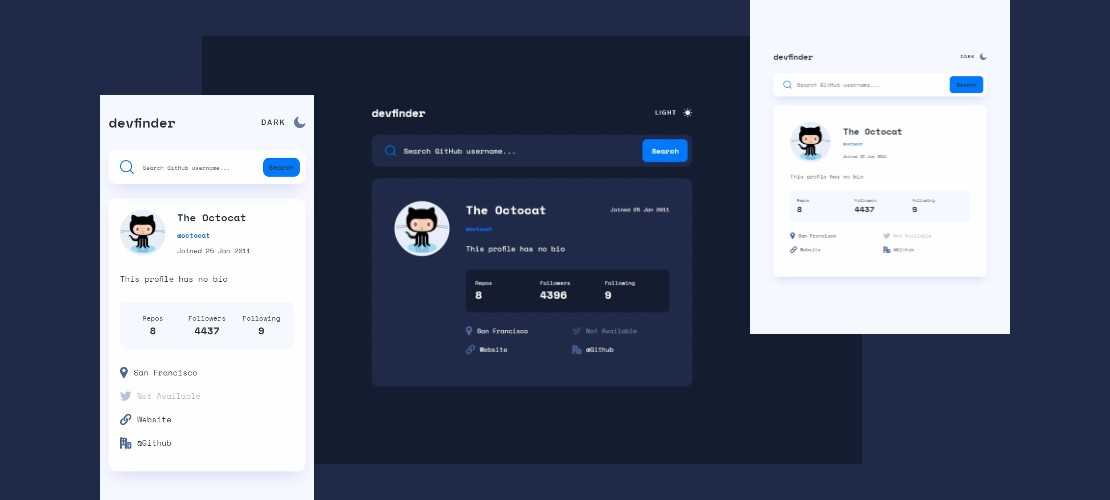 devfinder
DARK
Search GitHub username...
Search
The Octocat
@octocat
Joined 25 Jan 2011
This profile has no bio
Repos Followers Following
8 4437 9
San Francisco
Not Available
Website
@Github
devfinder
LIGHT
Search GitHub username...
Search
The Octocat
Joined 25 Jan 2011
@octocat
This profile has no bio
Repos Followers Following
8 4396 9
San Francisco Not Available
Website @Github
devfinder
DARK
Search GitHub username...
Search
The Octocat
@octocat
Joined 25 Jan 2011
This profile has no bio
Repos Followers Following
8 4437 9
San Francisco Not Available
Website @Github